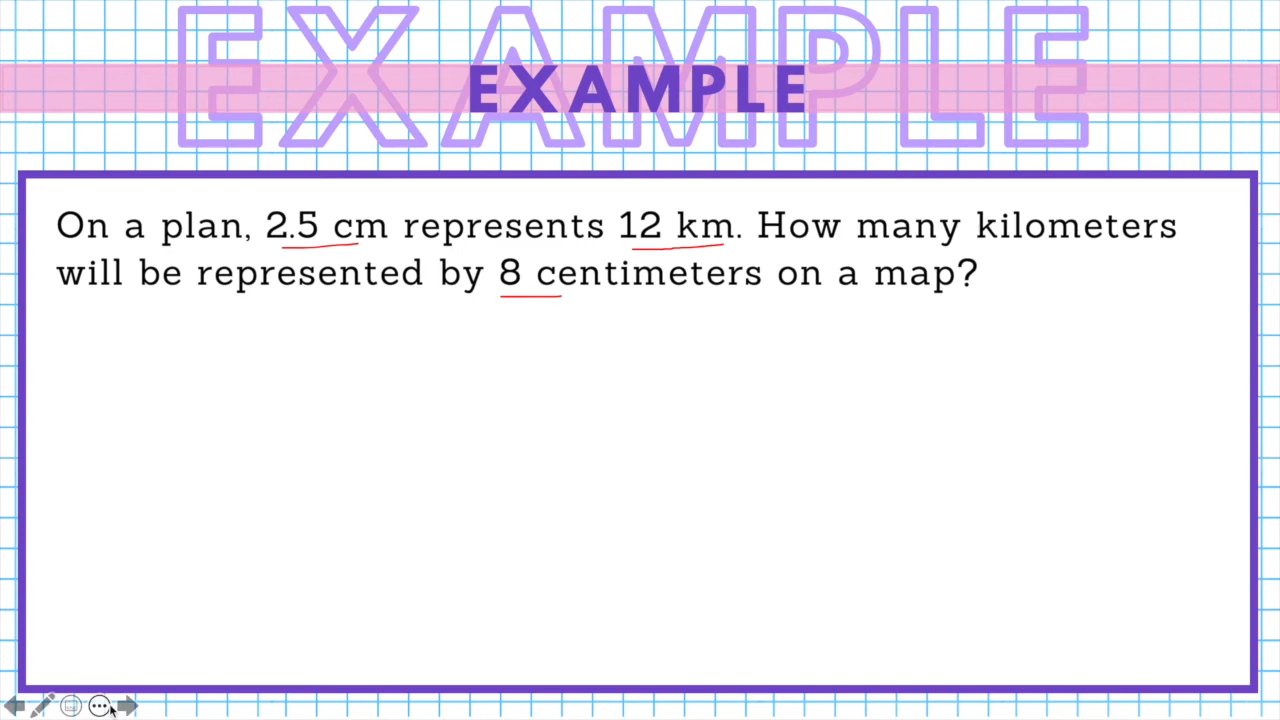 EXAMPLE
EXAMPLE
On a plan, 2.5 cm represents 12 km. How many kilometers
will be represented by 8 centimeters on a map?